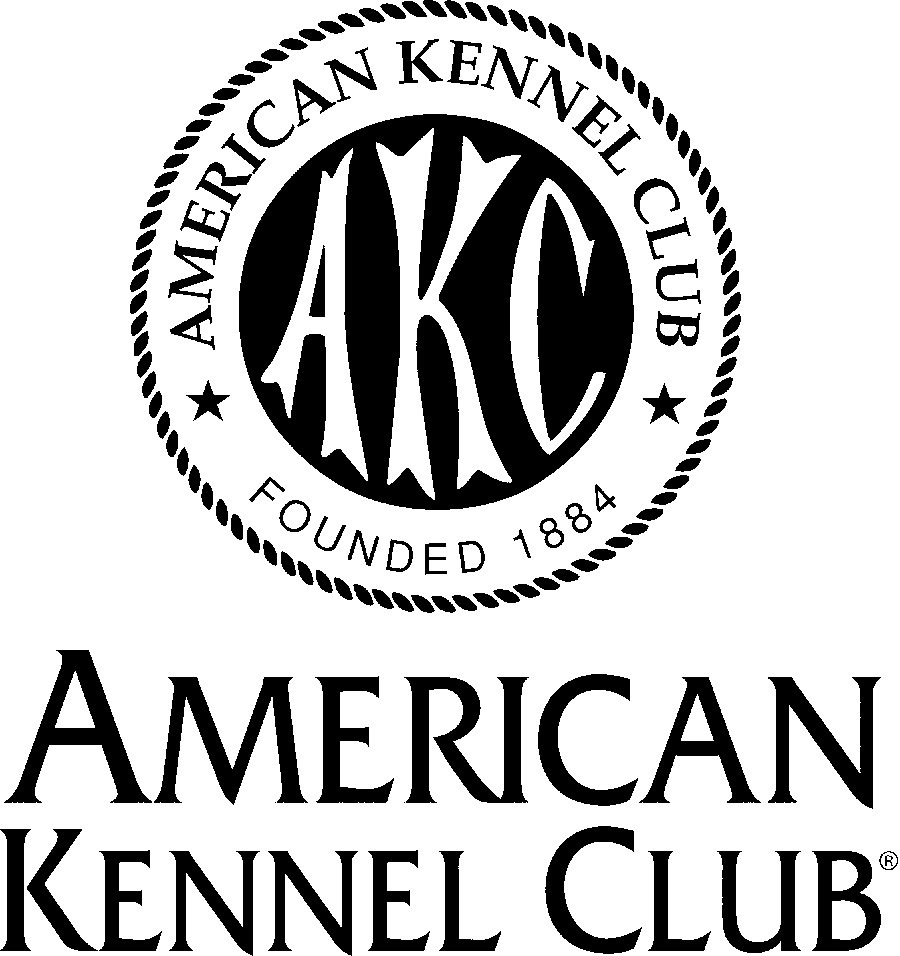 AMERICAN KENNEL CLUB
AKC
FOUNDED 1884
AMERICAN
KENNEL CLUB®